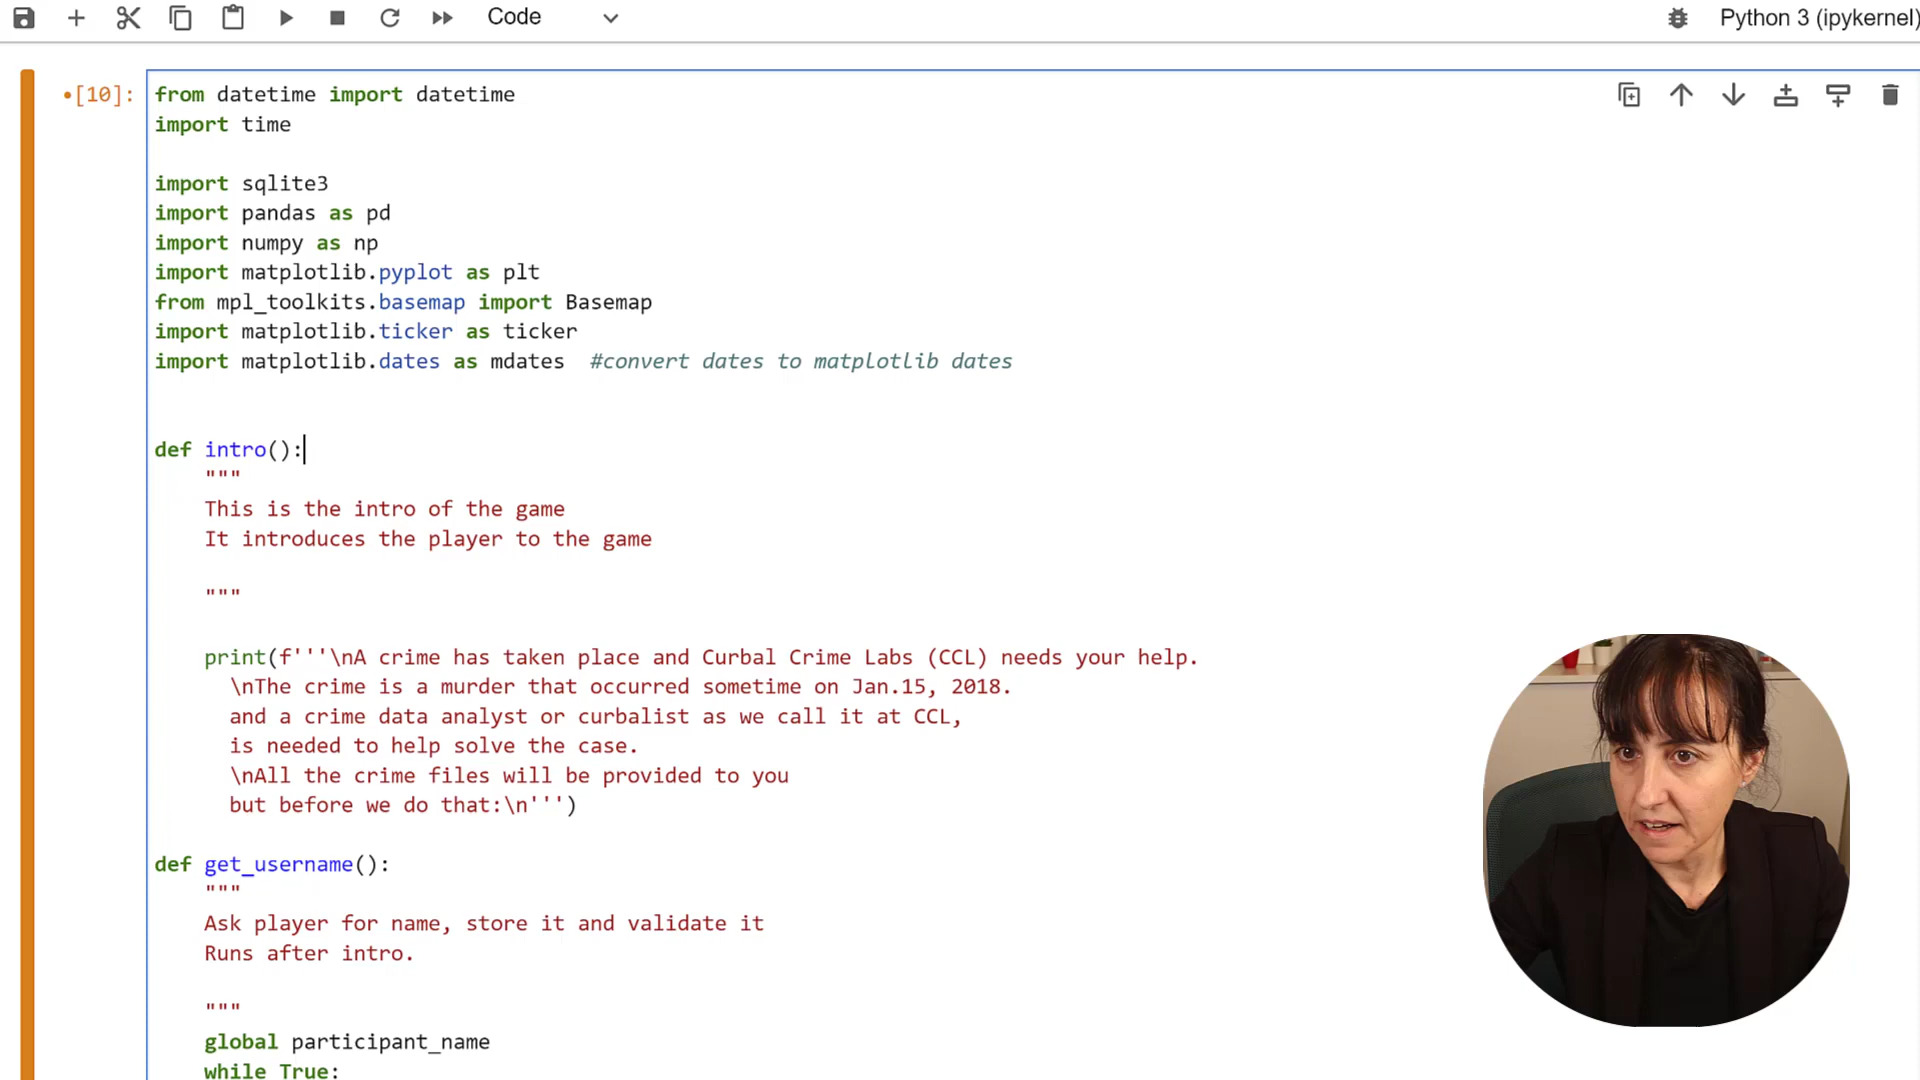 Code
Python 3 (ipykernel)
•[10]:
from datetime import datetime
import time
import sqlite3
import pandas as pd
import numpy as np
import matplotlib.pyplot as plt
from mpl_toolkits.basemap import Basemap
import matplotlib.ticker as ticker
import matplotlib.dates as mdates  #convert dates to matplotlib dates
def intro():
"""
This is the intro of the game
It introduces the player to the game
"""
print(f'''\nA crime has taken place and Curbal Crime Labs (CCL) needs your help.
\nThe crime is a murder that occurred sometime on Jan.15, 2018.
and a crime data analyst or curbalist as we call it at CCL,
is needed to help solve the case.
\nAll the crime files will be provided to you
but before we do that:\n''')
def get_username():
"""
Ask player for name, store it and validate it
Runs after intro.
"""
global participant_name
while True: